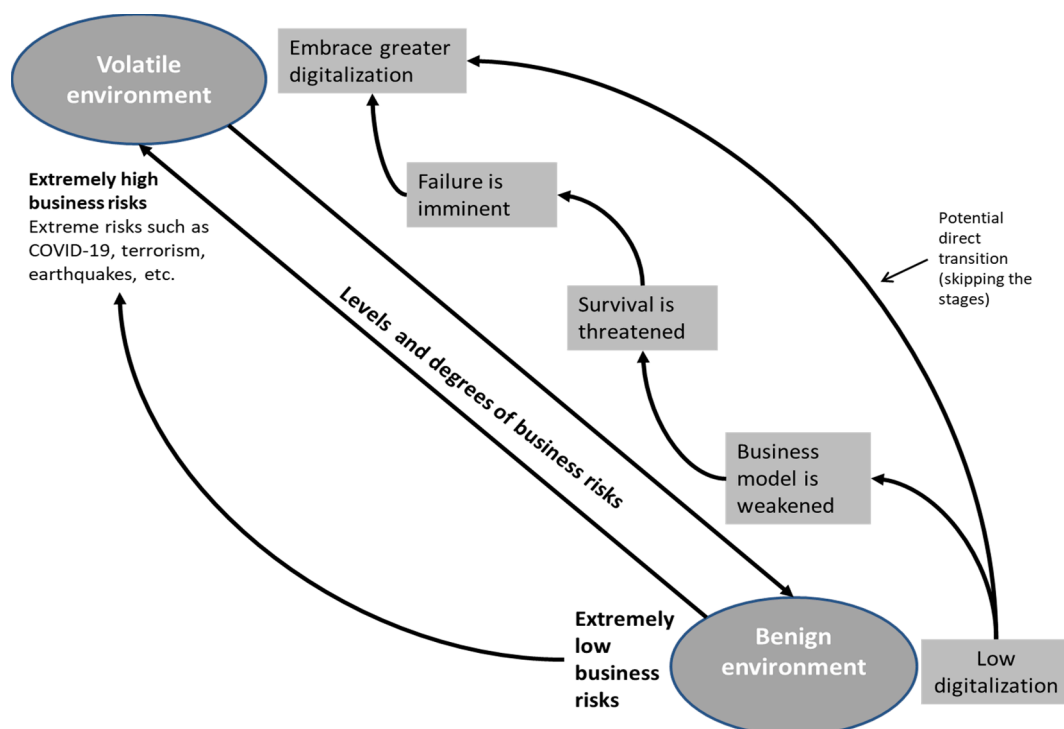 Volatile
environment
Embrace greater
digitalization
Extremely high
business risks
Extreme risks such as
COVID-19, terrorism,
earthquakes, etc.
Failure is
imminent
Potential
direct
transition
(skipping the
stages)
Survival is
threatened
Levels and degrees of business risks
Business
model is
weakened
Extremely
low
business
risks
Benign
environment
Low
digitalization